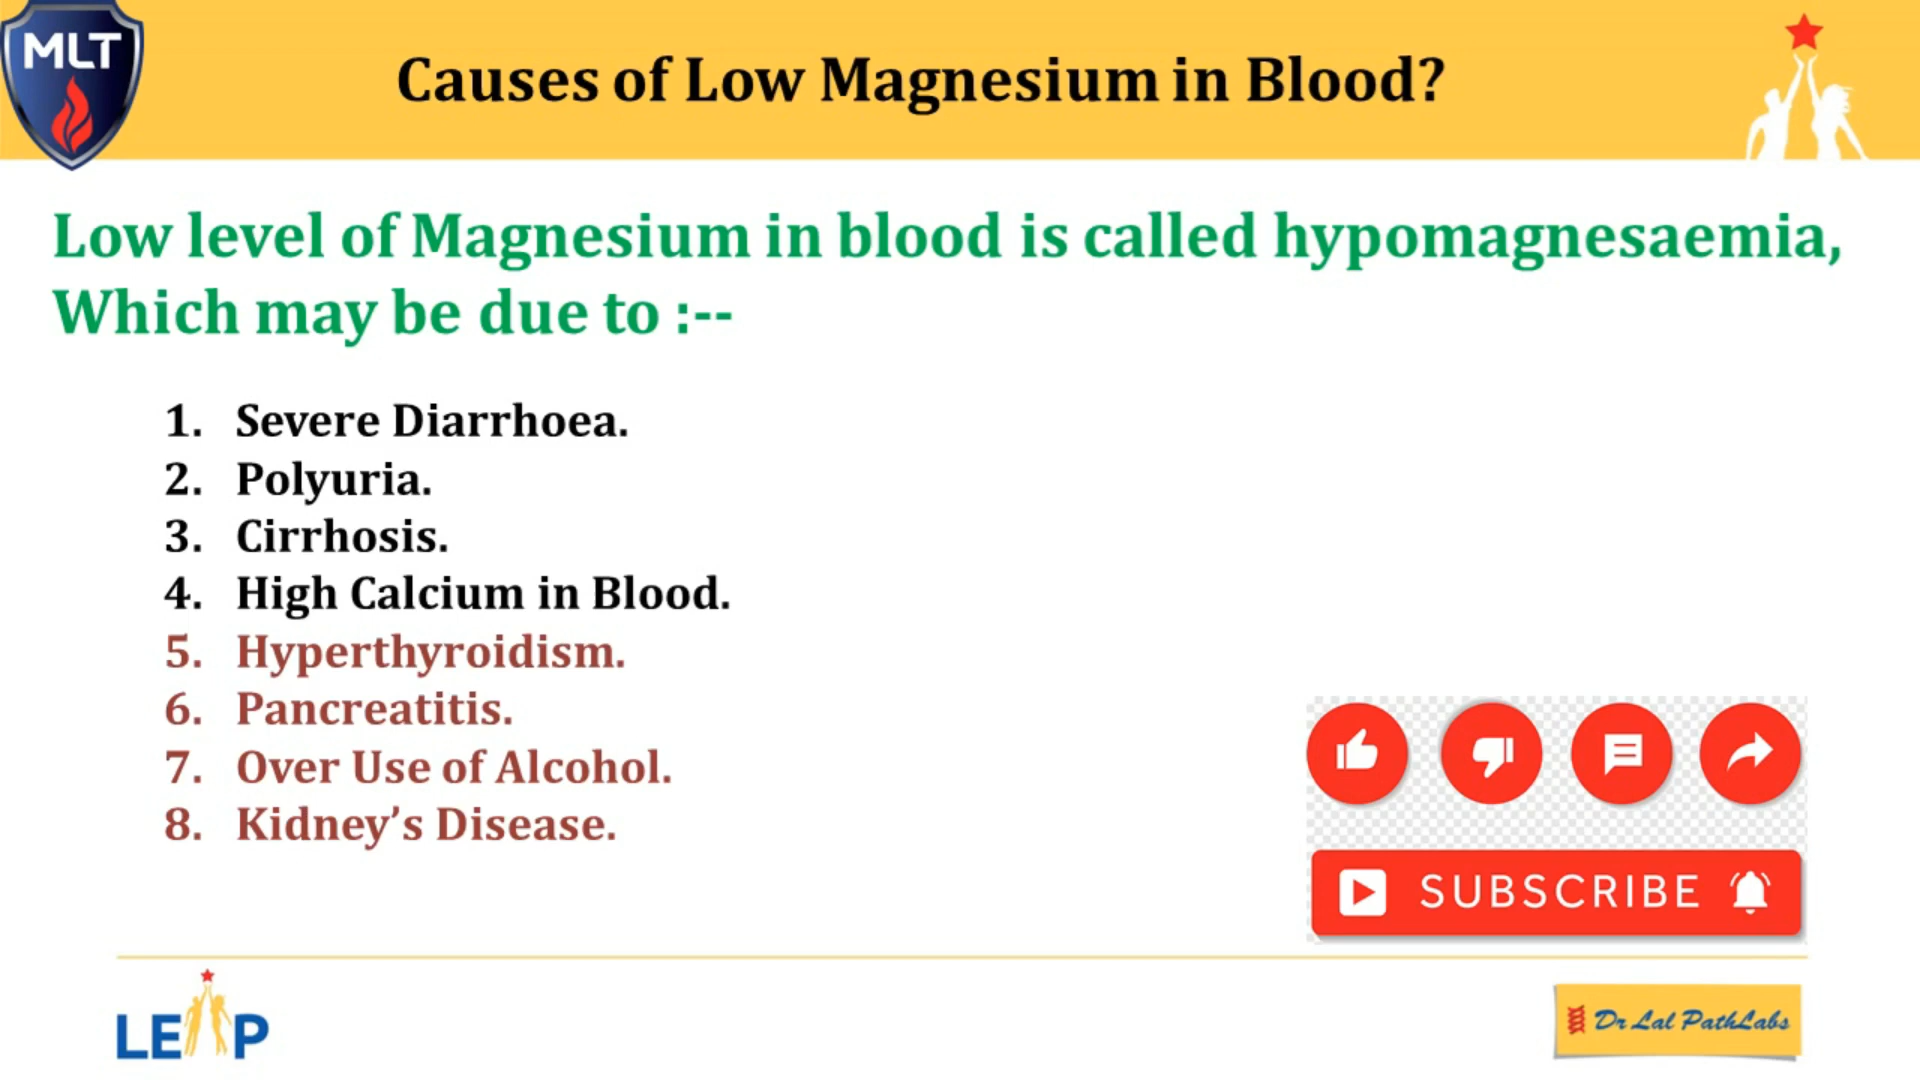 MLT
Causes of Low Magnesium in Blood?
Low level of Magnesium in blood is called hypomagnesaemia,
Which may be due to :--
1. Severe Diarrhoea.
2. Polyuria.
3. Cirrhosis.
4. High Calcium in Blood.
5. Hyperthyroidism.
6. Pancreatitis.
7. Over Use of Alcohol.
8. Kidney’s Disease.
SUBSCRIBE
LEAP
Dr Lal PathLabs